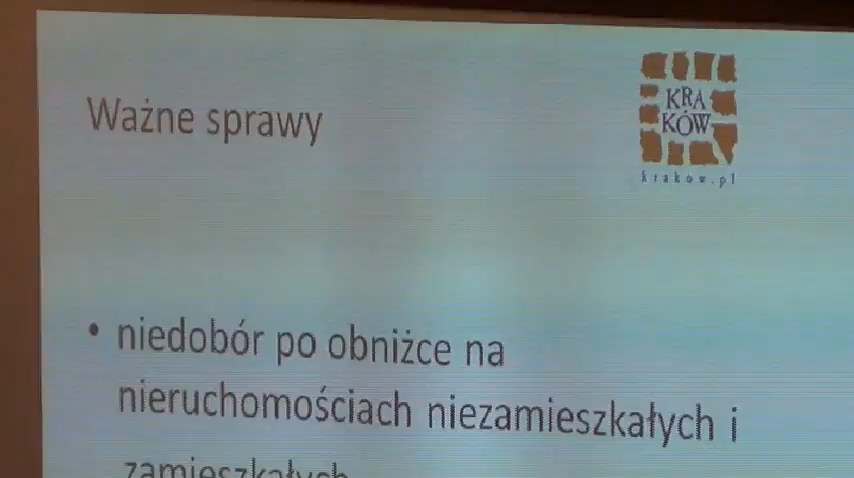 Ważne sprawy
KRA
KÓW
krakow.pl
• niedobór po obniżce na
nieruchomościach niezamieszkałych i
zamieszkałych